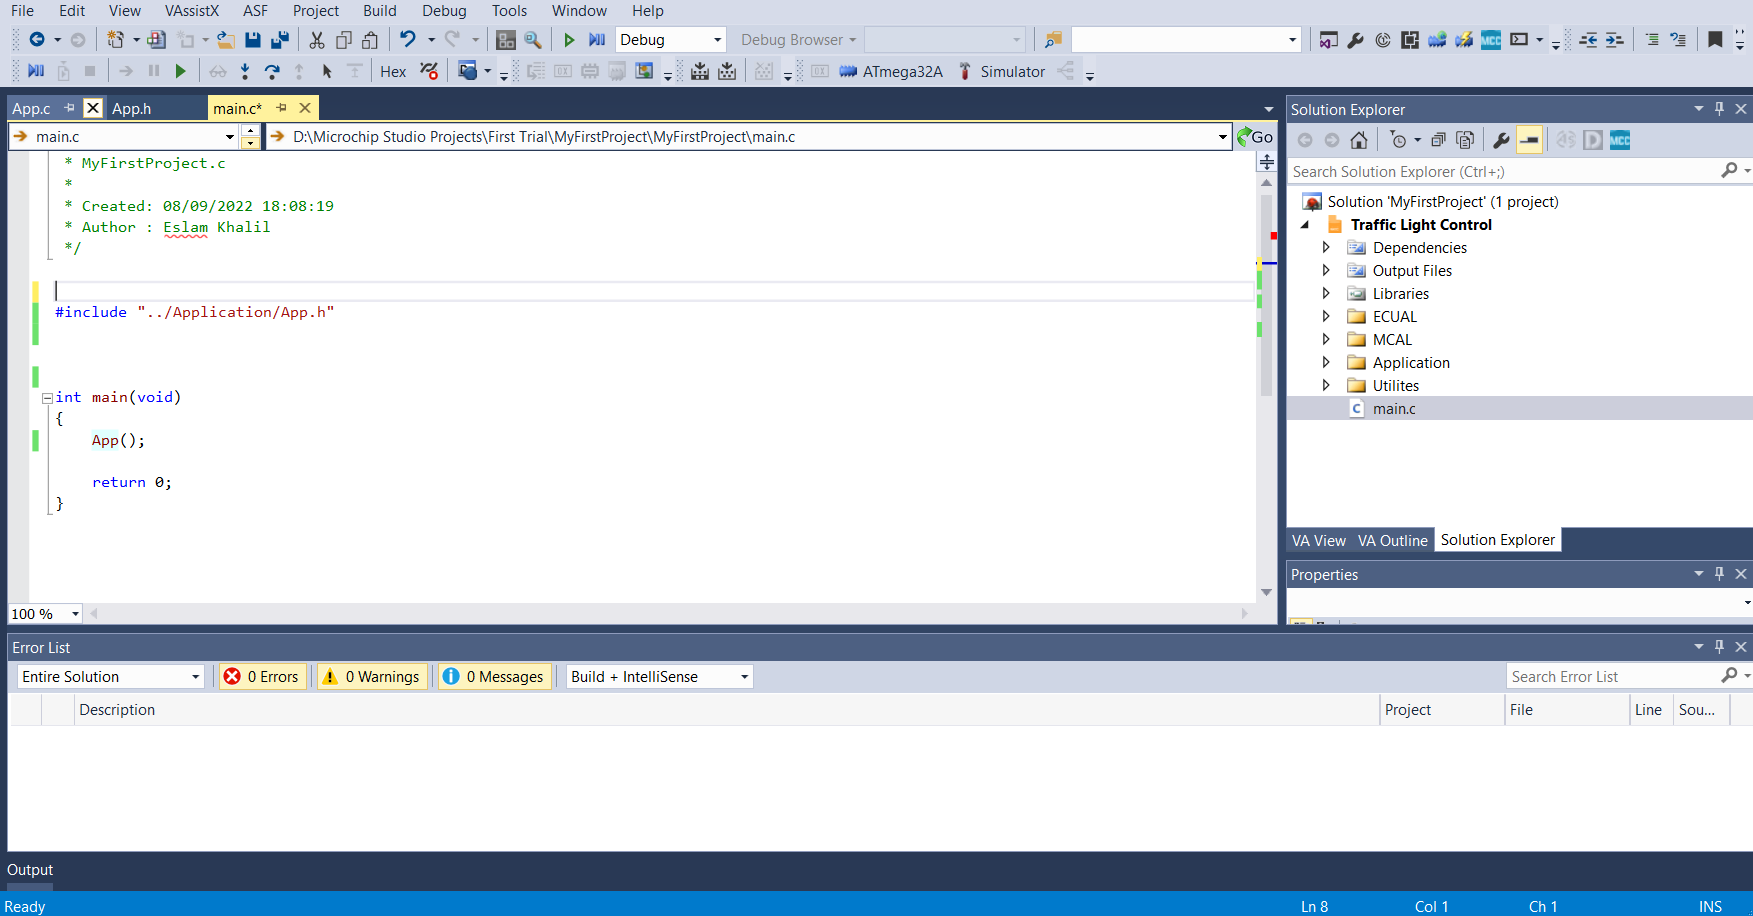 File Edit View VAssistX ASF Project Build Debug Tools Window Help
Debug Debug Browser
Hex ATmega32A Simulator
App.c App.h main.c*
main.c D:\Microchip Studio Projects\First Trial\MyFirstProject\MyFirstProject\main.c Go
* MyFirstProject.c
*
* Created: 08/09/2022 18:08:19
* Author : Eslam Khalil
*/
#include "../Application/App.h"
int main(void)
{
App();
return 0;
}
100 %
Solution Explorer
MCC
Search Solution Explorer (Ctrl+;)
Solution 'MyFirstProject' (1 project)
Traffic Light Control
Dependencies
Output Files
Libraries
ECUAL
MCAL
Application
Utilites
main.c
VA View VA Outline Solution Explorer
Properties
Error List
Entire Solution 0 Errors 0 Warnings 0 Messages Build + IntelliSense Search Error List
Description Project File Line Sou...
Output
Ready Ln 8 Col 1 Ch 1 INS